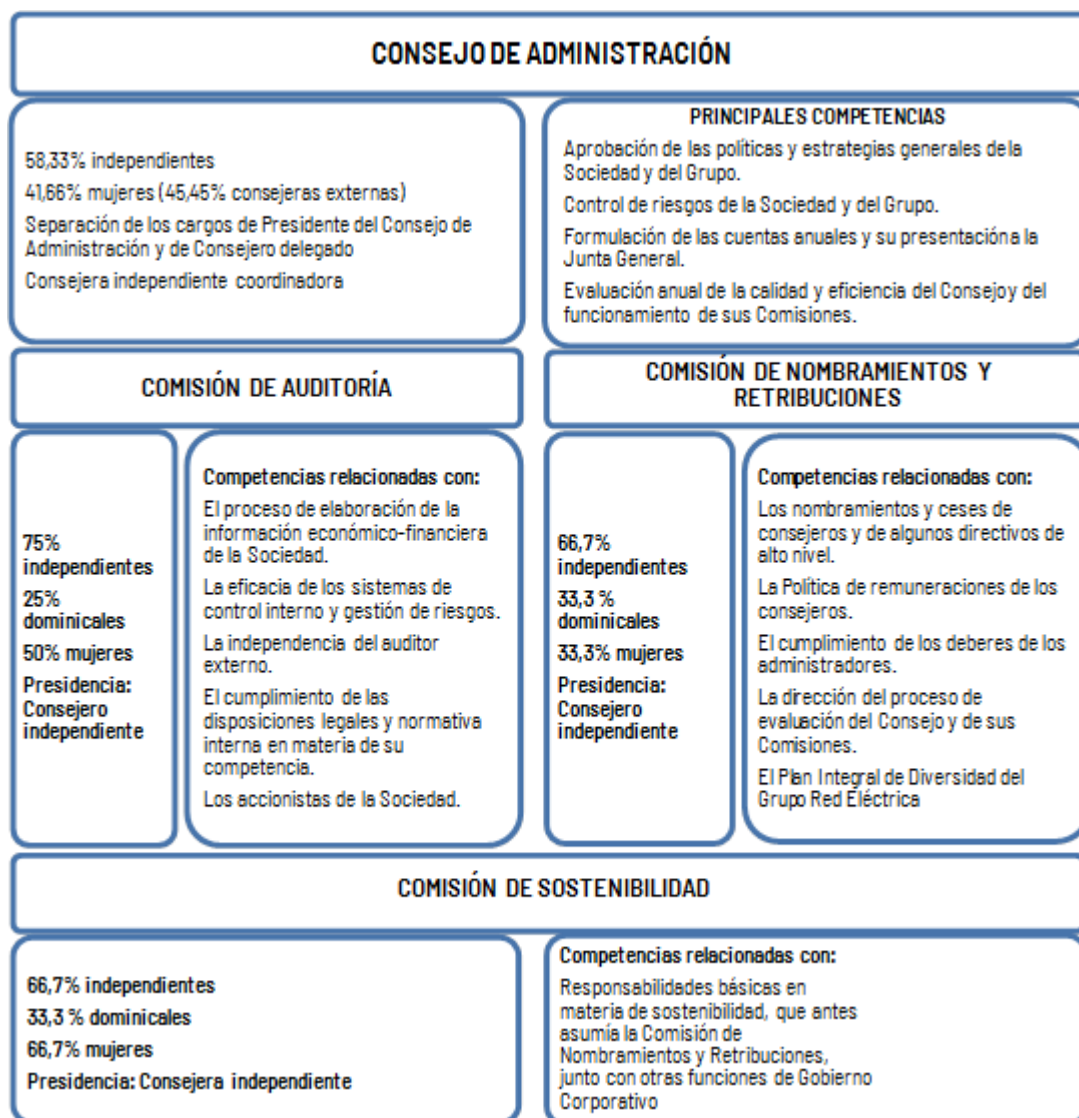 CONSEJO DE ADMINISTRACIÓN
58,33% independientes
41,66% mujeres (45,45% consejeras externas)
Separación de los cargos de Presidente del Consejo de
Administración y de Consejero delegado
Consejera independiente coordinadora
PRINCIPALES COMPETENCIAS
Aprobación de las políticas y estrategias generales dela
Sociedad y del Grupo.
Control de riesgos de la Sociedad y del Grupo.
Formulación de las cuentas anuales y su presentacióna la
Junta General.
Evaluación anual de la calidad y eficiencia del Consejoy del
funcionamiento de sus Comisiones.
COMISIÓN DE AUDITORÍA
75%
independientes
25%
dominicales
50% mujeres
Presidencia:
Consejero
independiente
Competencias relacionadas con:
El proceso de elaboración de la
información económico-financiera
de la Sociedad.
La eficacia de los sistemas de
control interno y gestión de riesgos.
La independencia del auditor
externo.
El cumplimiento de las
disposiciones legales y normativa
interna en materia de su
competencia.
Los accionistas de la Sociedad.
COMISIÓN DE NOMBRAMIENTOS Y
RETRIBUCIONES
66,7%
independientes
33,3 %
dominicales
33,3% mujeres
Presidencia:
Consejero
independiente
Competencias relacionadas con:
Los nombramientos y ceses de
consejeros y de algunos directivos de
alto nivel.
La Política de remuneraciones de los
consejeros.
El cumplimiento de los deberes de los
administradores.
La dirección del proceso de
evaluación del Consejo y de sus
Comisiones.
El Plan Integral de Diversidad del
Grupo Red Eléctrica
COMISIÓN DE SOSTENIBILIDAD
66,7% independientes
33,3 % dominicales
66,7% mujeres
Presidencia: Consejera independiente
Competencias relacionadas con:
Responsabilidades básicas en
materia de sostenibilidad, que antes
asumía la Comisión de
Nombramientos y Retribuciones,
junto con otras funciones de Gobierno
Corporativo